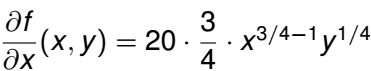 ∂f/∂x (x, y) = 20 · 3/4 · x^{3/4−1} y^{1/4}